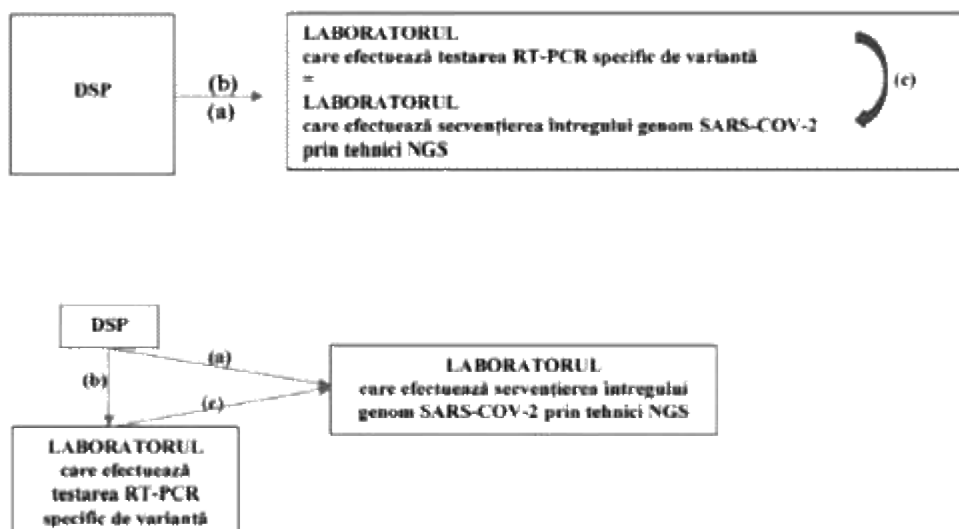 DSP
(b)
(a)
LABORATORUL
care efectuează testarea RT-PCR specific de variantă
=
LABORATORUL
care efectuează secvențierea întregului genom SARS-COV-2
prin tehnici NGS
(c)
DSP
(a)
(b)
(c)
LABORATORUL
care efectuează secvențierea întregului
genom SARS-COV-2 prin tehnici NGS
LABORATORUL
care efectuează
testarea RT-PCR
specific de variantă